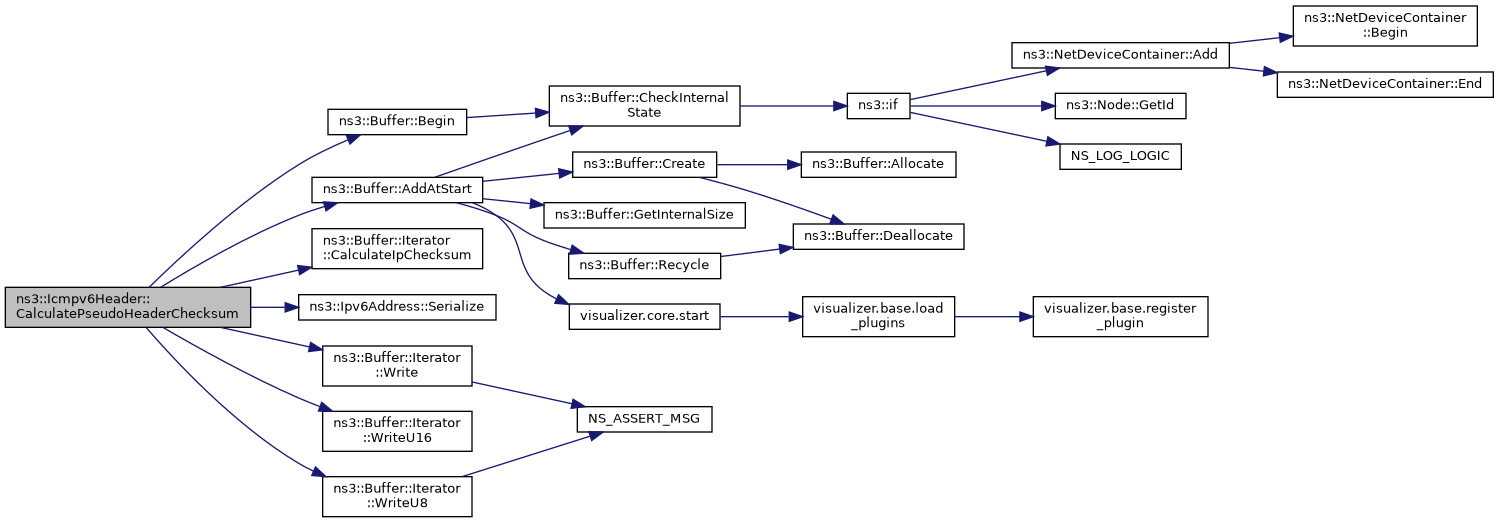 ns3::Icmpv6Header::
CalculatePseudoHeaderChecksum
ns3::Buffer::Begin
ns3::Buffer::AddAtStart
ns3::Buffer::Iterator
::CalculateIpChecksum
ns3::Ipv6Address::Serialize
ns3::Buffer::Iterator
::Write
ns3::Buffer::Iterator
::WriteU16
ns3::Buffer::Iterator
::WriteU8
ns3::Buffer::CheckInternal
State
ns3::Buffer::Create
ns3::Buffer::GetInternalSize
ns3::Buffer::Recycle
visualizer.core.start
NS_ASSERT_MSG
ns3::if
ns3::Buffer::Allocate
ns3::Buffer::Deallocate
visualizer.base.load
_plugins
ns3::NetDeviceContainer::Add
ns3::Node::GetId
NS_LOG_LOGIC
visualizer.base.register
_plugin
ns3::NetDeviceContainer
::Begin
ns3::NetDeviceContainer::End